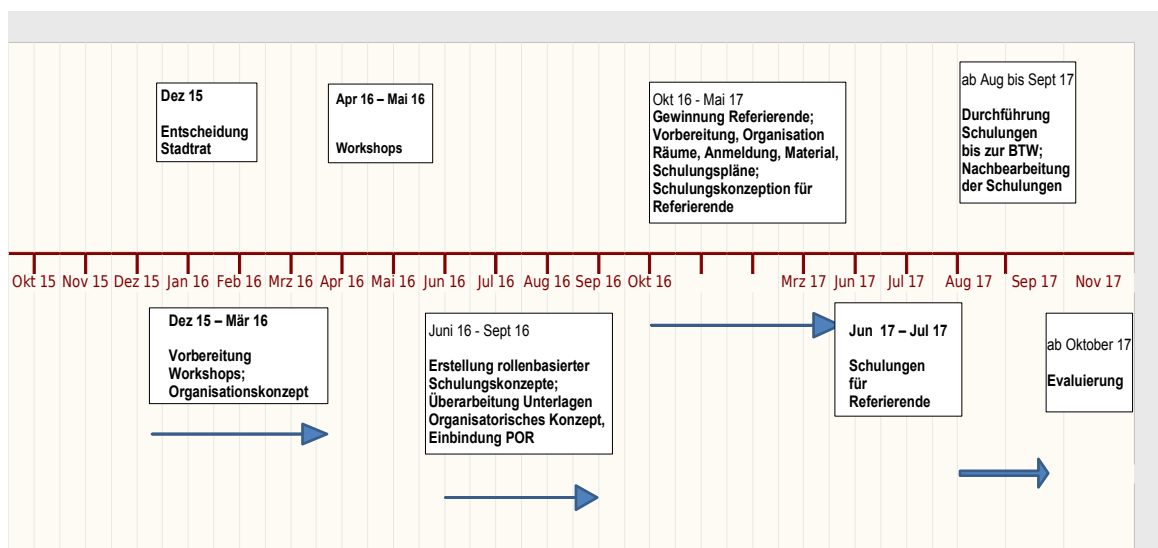 Dez 15
Entscheidung
Stadtrat
Apr 16 – Mai 16
Workshops
Okt 16 - Mai 17
Gewinnung Referierende;
Vorbereitung, Organisation
Räume, Anmeldung, Material,
Schulungspläne;
Schulungskonzeption für
Referierende
ab Aug bis Sept 17
Durchführung
Schulungen
bis zur BTW;
Nachbearbeitung
der Schulungen
Okt 15 Nov 15 Dez 15 Jan 16 Feb 16 Mrz 16 Apr 16 Mai 16 Jun 16 Jul 16 Aug 16 Sep 16 Okt 16 Mrz 17 Jun 17 Jul 17 Aug 17 Sep 17 Nov 17
Dez 15 – Mär 16
Vorbereitung
Workshops;
Organisationskonzept
Juni 16 - Sept 16
Erstellung rollenbasierter
Schulungskonzepte;
Überarbeitung Unterlagen
Organisatorisches Konzept,
Einbindung POR
Jun 17 – Jul 17
Schulungen
für
Referierende
ab Oktober 17
Evaluierung